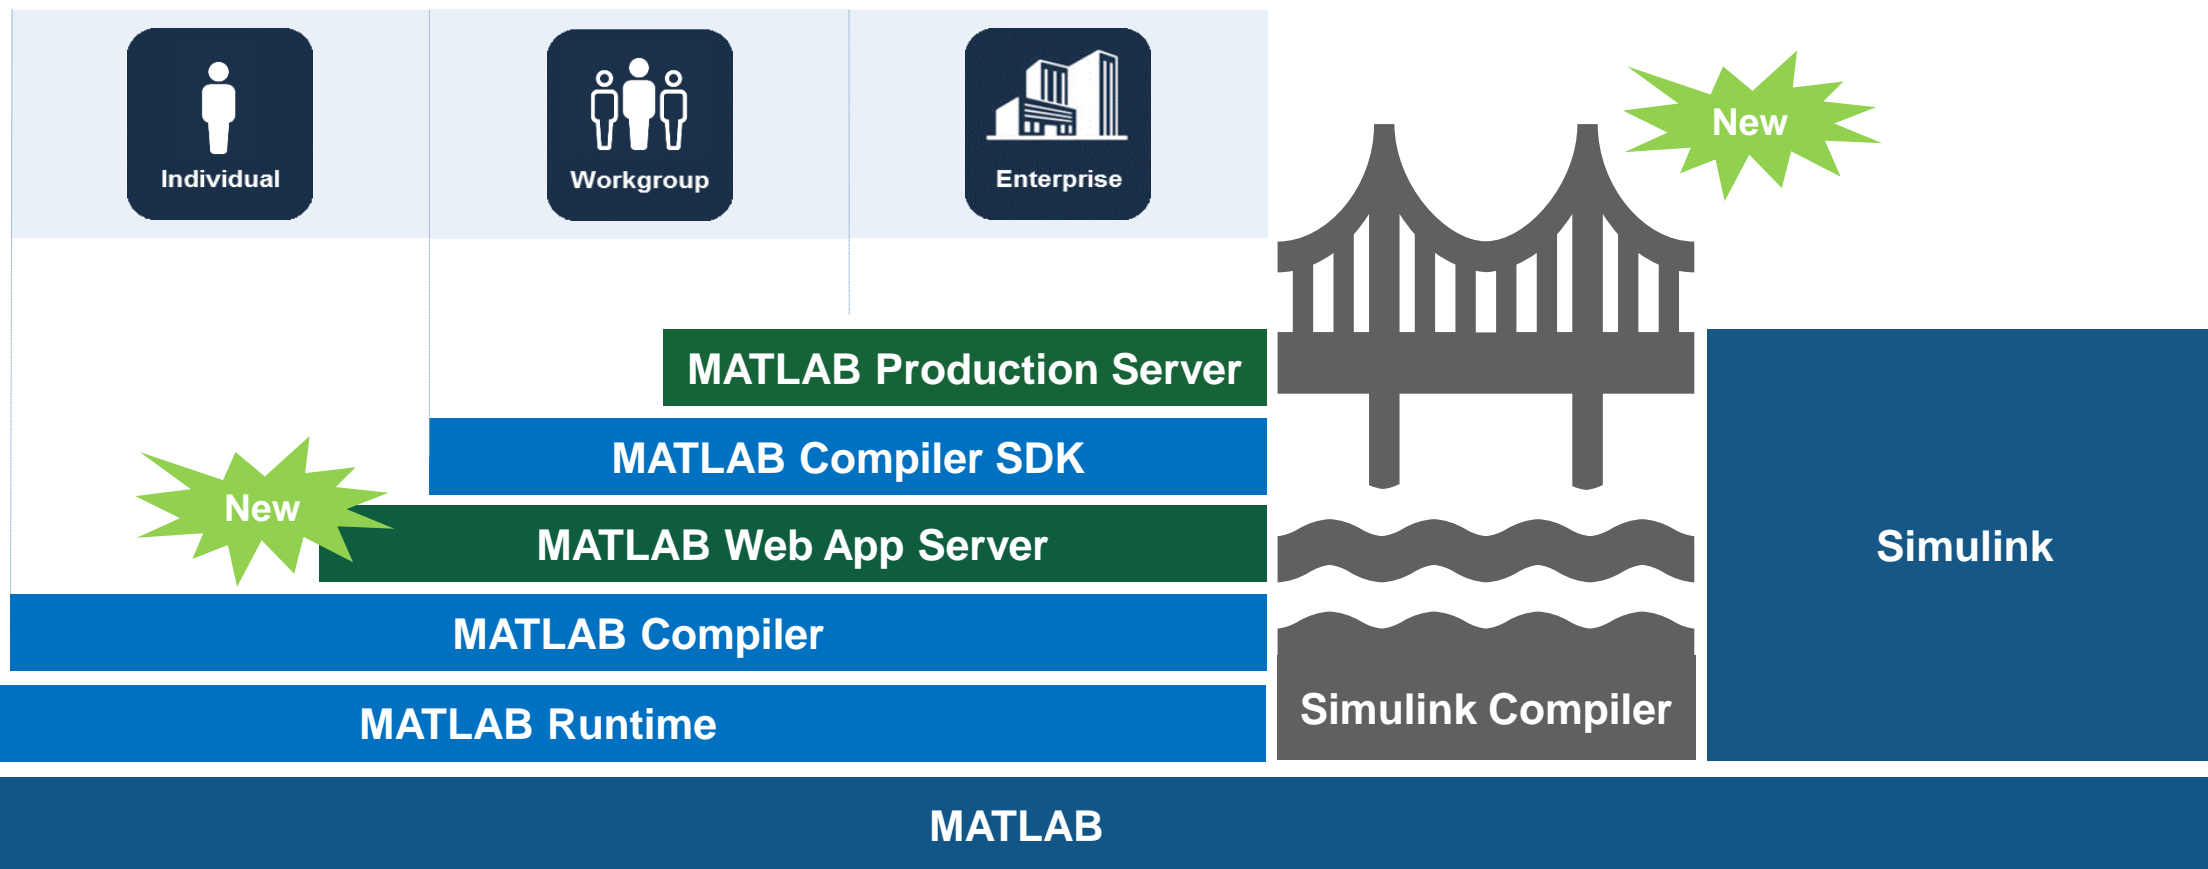 Individual
Workgroup
Enterprise
New
MATLAB Production Server
MATLAB Compiler SDK
New
MATLAB Web App Server
Simulink
MATLAB Compiler
Simulink Compiler
MATLAB Runtime
MATLAB